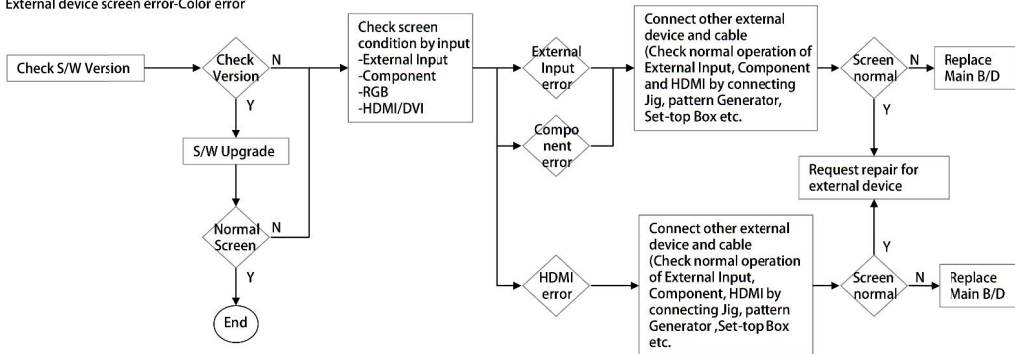 External device screen error-Color error
Check S/W Version
Check
Version
N
Y
S/W Upgrade
Normal
Screen
N
Y
End
Check screen
condition by input
-External Input
-Component
-RGB
-HDMI/DVI
External
Input
error
Compo
nent
error
Connect other external
device and cable
(Check normal operation of
External Input, Component
and HDMI by connecting
Jig, pattern Generator,
Set-top Box etc.
Screen
normal
N
Replace
Main B/D
Y
Request repair for
external device
HDMI
error
Connect other external
device and cable
(Check normal operation
of External Input,
Component, HDMI by
connecting Jig, pattern
Generator ,Set-top Box
etc.
Y
Screen
normal
N
Replace
Main B/D